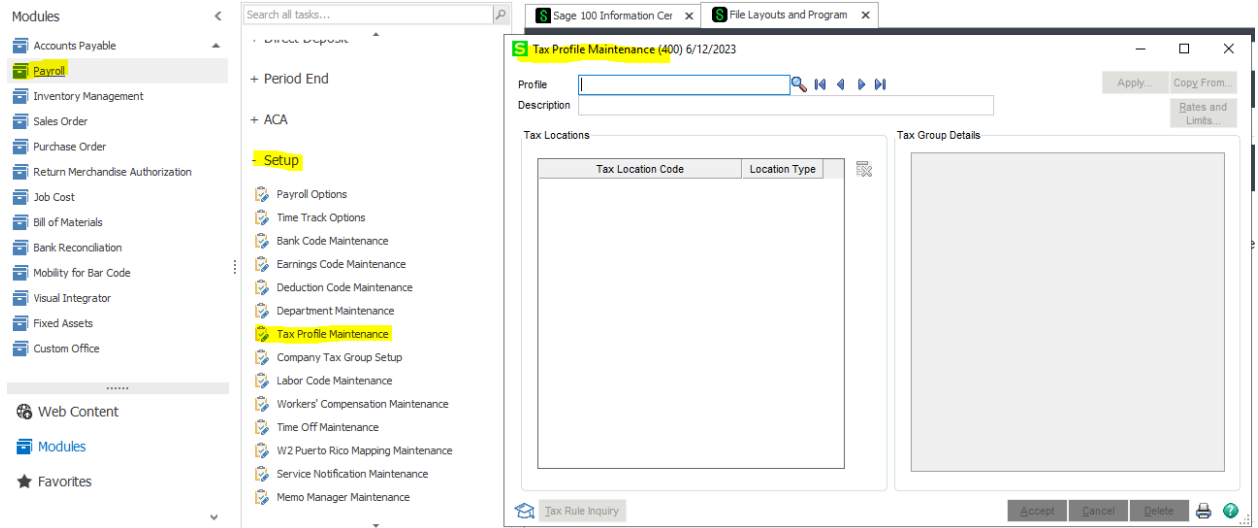 Modules
Accounts Payable
Payroll
Inventory Management
Sales Order
Purchase Order
Return Merchandise Authorization
Job Cost
Bill of Materials
Bank Reconciliation
Mobility for Bar Code
Visual Integrator
Fixed Assets
Custom Office
Web Content
Modules
Favorites
Search all tasks...
+ Direct Deposit
+ Period End
+ ACA
- Setup
Payroll Options
Time Track Options
Bank Code Maintenance
Earnings Code Maintenance
Deduction Code Maintenance
Department Maintenance
Tax Profile Maintenance
Company Tax Group Setup
Labor Code Maintenance
Workers' Compensation Maintenance
Time Off Maintenance
W2 Puerto Rico Mapping Maintenance
Service Notification Maintenance
Memo Manager Maintenance
S Sage 100 Information Cer x
S File Layouts and Program x
S Tax Profile Maintenance (400) 6/12/2023
Profile
Apply... Copy From...
Description
Rates and
Limits...
Tax Locations
Tax Location Code Location Type
Tax Group Details
Tax Rule Inquiry
Accept Cancel Delete